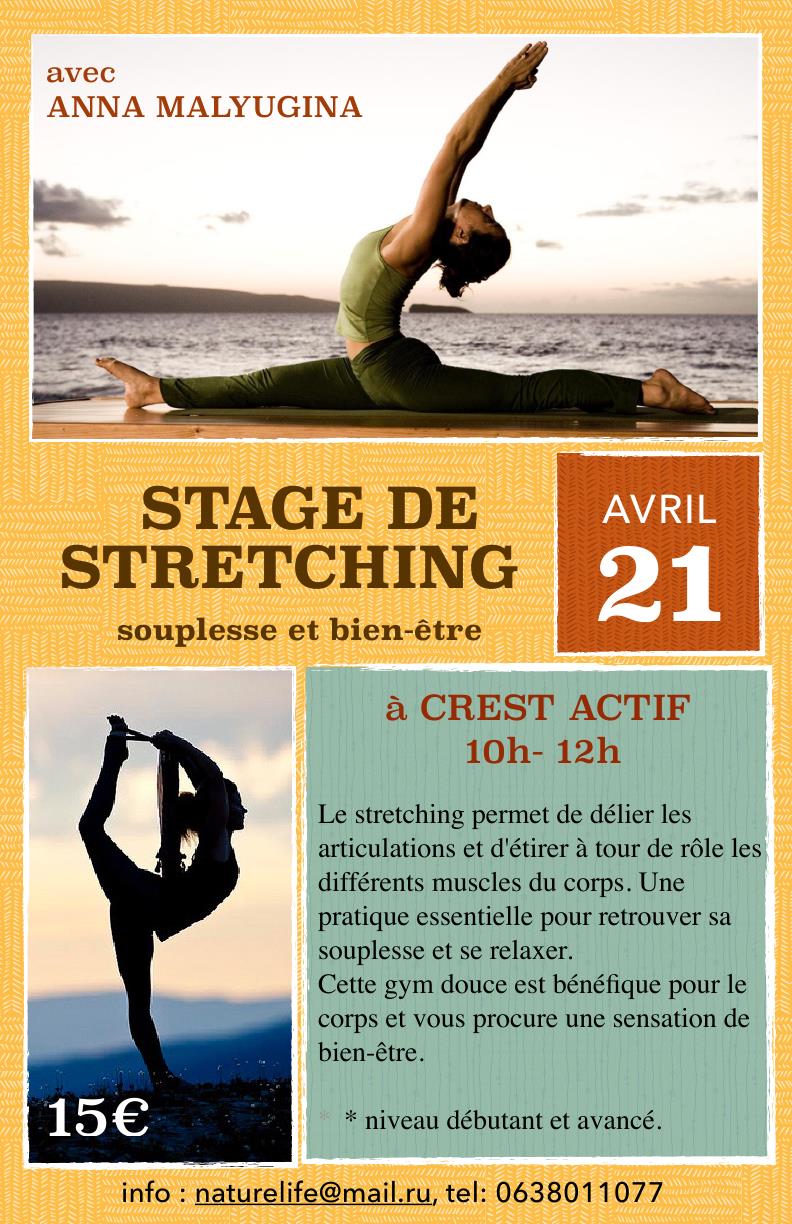 avec
ANNA MALYUGINA
STAGE DE
STRETCHING
souplesse et bien-être
AVRIL
21
à CREST ACTIF
10h- 12h
Le stretching permet de délier les
articulations et d'étirer à tour de rôle les
différents muscles du corps. Une
pratique essentielle pour retrouver sa
souplesse et se relaxer.
Cette gym douce est bénéfique pour le
corps et vous procure une sensation de
bien-être.
* * niveau débutant et avancé.
15€
info : naturelife@mail.ru, tel: 0638011077